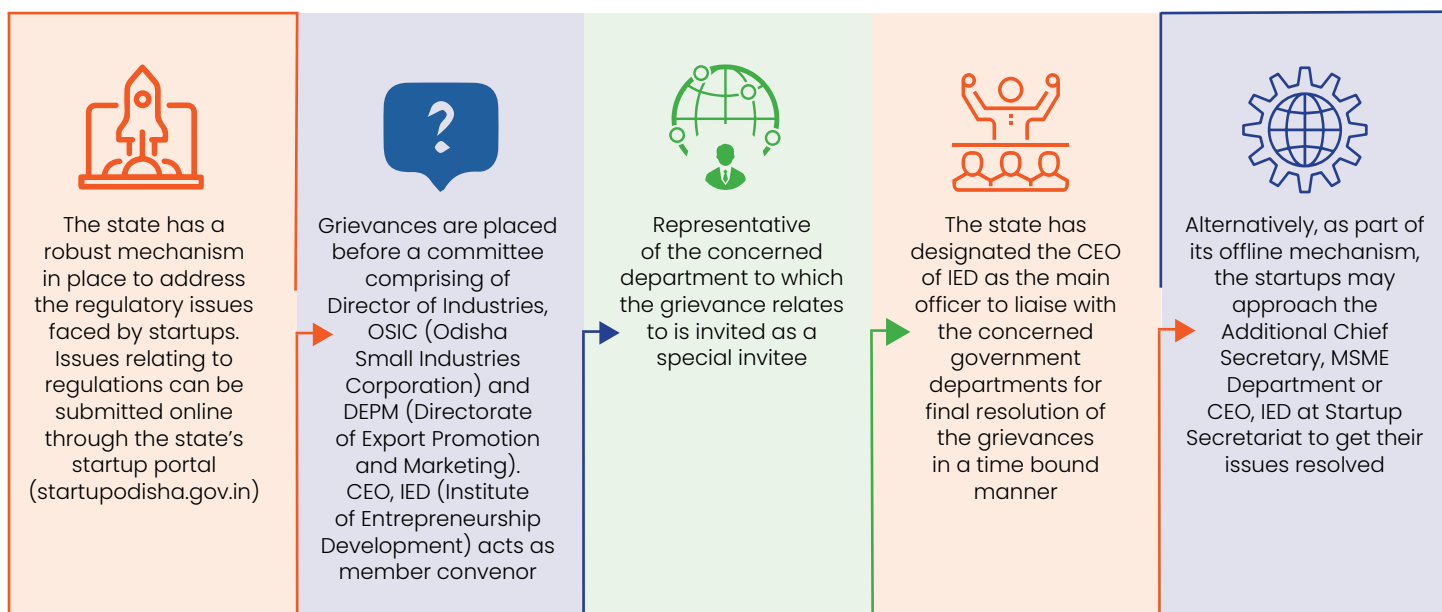 The state has a
robust mechanism
in place to address
the regulatory issues
faced by startups.
Issues relating to
regulations can be
submitted online
through the state's
startup portal
(startupodisha.gov.in)
?
Grievances are placed
before a committee
comprising of
Director of Industries,
OSIC (Odisha
Small Industries
Corporation) and
DEPM (Directorate
of Export Promotion
and Marketing).
CEO, IED (Institute
of Entrepreneurship
Development) acts as
member convenor
Representative
of the concerned
department to which
the grievance relates
to is invited as a
special invitee
The state has
designated the CEO
of IED as the main
officer to liaise with
the concerned
government
departments for
final resolution of
the grievances
in a time bound
manner
Alternatively, as part of
its offline mechanism,
the startups may
approach the
Additional Chief
Secretary, MSME
Department or
CEO, IED at Startup
Secretariat to get their
issues resolved